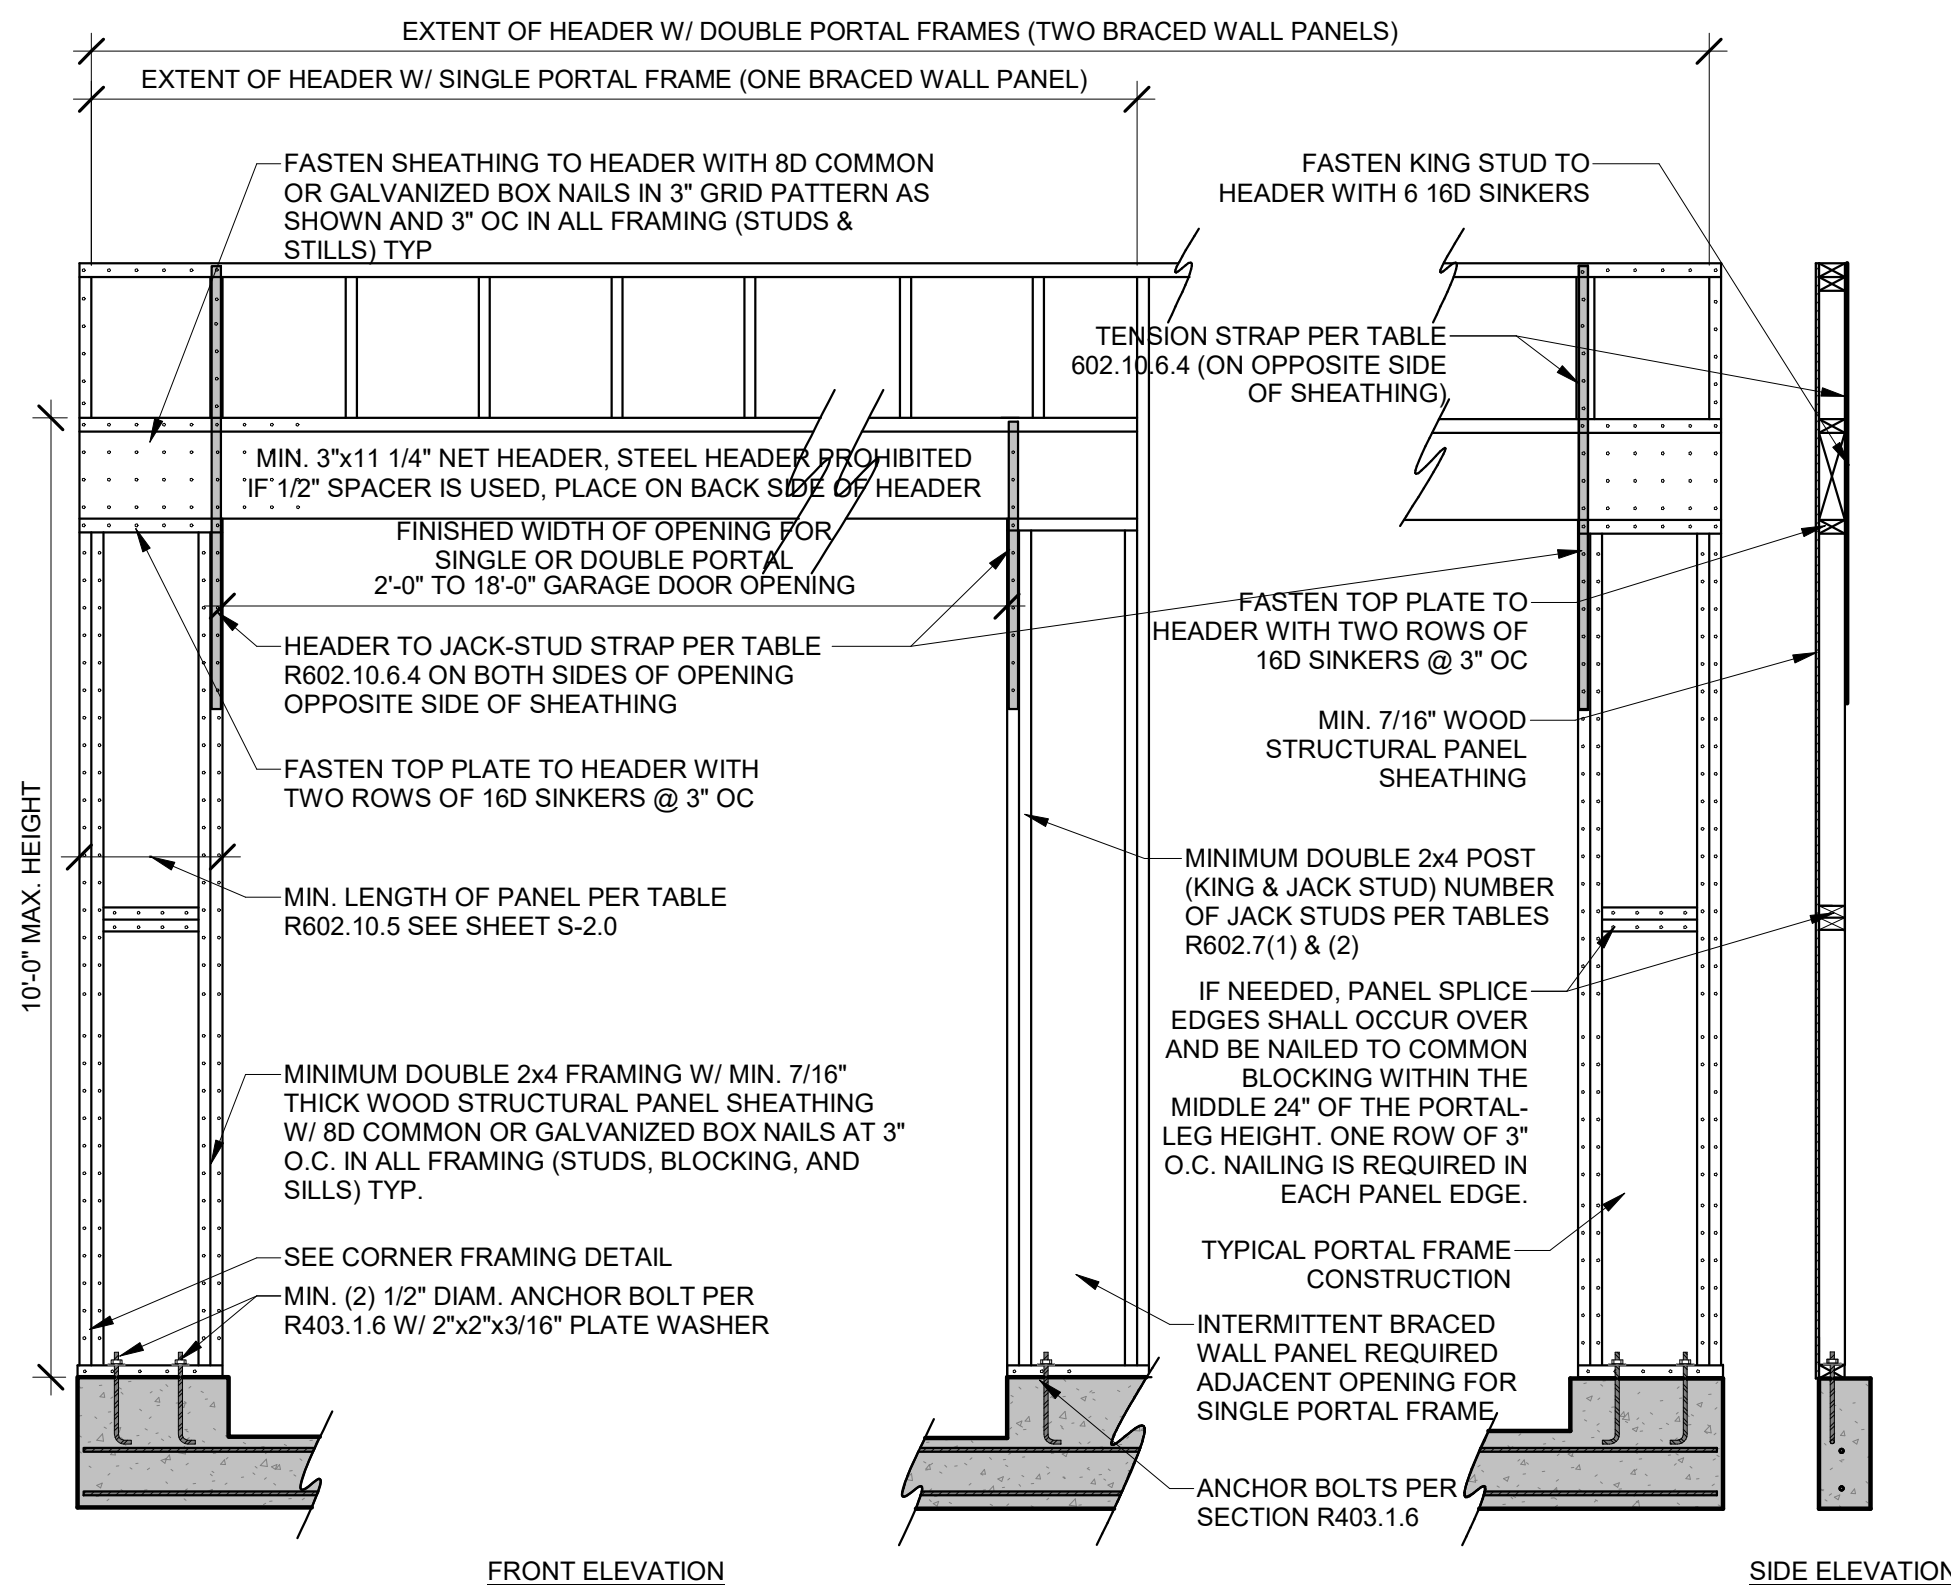 EXTENT OF HEADER W/ DOUBLE PORTAL FRAMES (TWO BRACED WALL PANELS)
EXTENT OF HEADER W/ SINGLE PORTAL FRAME (ONE BRACED WALL PANEL)
FASTEN SHEATHING TO HEADER WITH 8D COMMON
OR GALVANIZED BOX NAILS IN 3" GRID PATTERN AS
SHOWN AND 3" OC IN ALL FRAMING (STUDS &
STILLS) TYP
FASTEN KING STUD TO
HEADER WITH 6 16D SINKERS
TENSION STRAP PER TABLE
602.10.6.4 (ON OPPOSITE SIDE
OF SHEATHING)
MIN. 3"x11 1/4" NET HEADER, STEEL HEADER PROHIBITED
IF 1/2" SPACER IS USED, PLACE ON BACK SIDE OF HEADER
FINISHED WIDTH OF OPENING FOR
SINGLE OR DOUBLE PORTAL
2'-0" TO 18'-0" GARAGE DOOR OPENING
HEADER TO JACK-STUD STRAP PER TABLE
R602.10.6.4 ON BOTH SIDES OF OPENING
OPPOSITE SIDE OF SHEATHING
FASTEN TOP PLATE TO
HEADER WITH TWO ROWS OF
16D SINKERS @ 3" OC
MIN. 7/16" WOOD
STRUCTURAL PANEL
SHEATHING
FASTEN TOP PLATE TO HEADER WITH
TWO ROWS OF 16D SINKERS @ 3" OC
10'-0" MAX. HEIGHT
MIN. LENGTH OF PANEL PER TABLE
R602.10.5 SEE SHEET S-2.0
MINIMUM DOUBLE 2x4 POST
(KING & JACK STUD) NUMBER
OF JACK STUDS PER TABLES
R602.7(1) & (2)
IF NEEDED, PANEL SPLICE
EDGES SHALL OCCUR OVER
AND BE NAILED TO COMMON
BLOCKING WITHIN THE
MIDDLE 24" OF THE PORTAL-
LEG HEIGHT. ONE ROW OF 3"
O.C. NAILING IS REQUIRED IN
EACH PANEL EDGE.
MINIMUM DOUBLE 2x4 FRAMING W/ MIN. 7/16"
THICK WOOD STRUCTURAL PANEL SHEATHING
W/ 8D COMMON OR GALVANIZED BOX NAILS AT 3"
O.C. IN ALL FRAMING (STUDS, BLOCKING, AND
SILLS) TYP.
SEE CORNER FRAMING DETAIL
MIN. (2) 1/2" DIAM. ANCHOR BOLT PER
R403.1.6 W/ 2"x2"x3/16" PLATE WASHER
TYPICAL PORTAL FRAME
CONSTRUCTION
INTERMITTENT BRACED
WALL PANEL REQUIRED
ADJACENT OPENING FOR
SINGLE PORTAL FRAME
ANCHOR BOLTS PER
SECTION R403.1.6
FRONT ELEVATION
SIDE ELEVATION